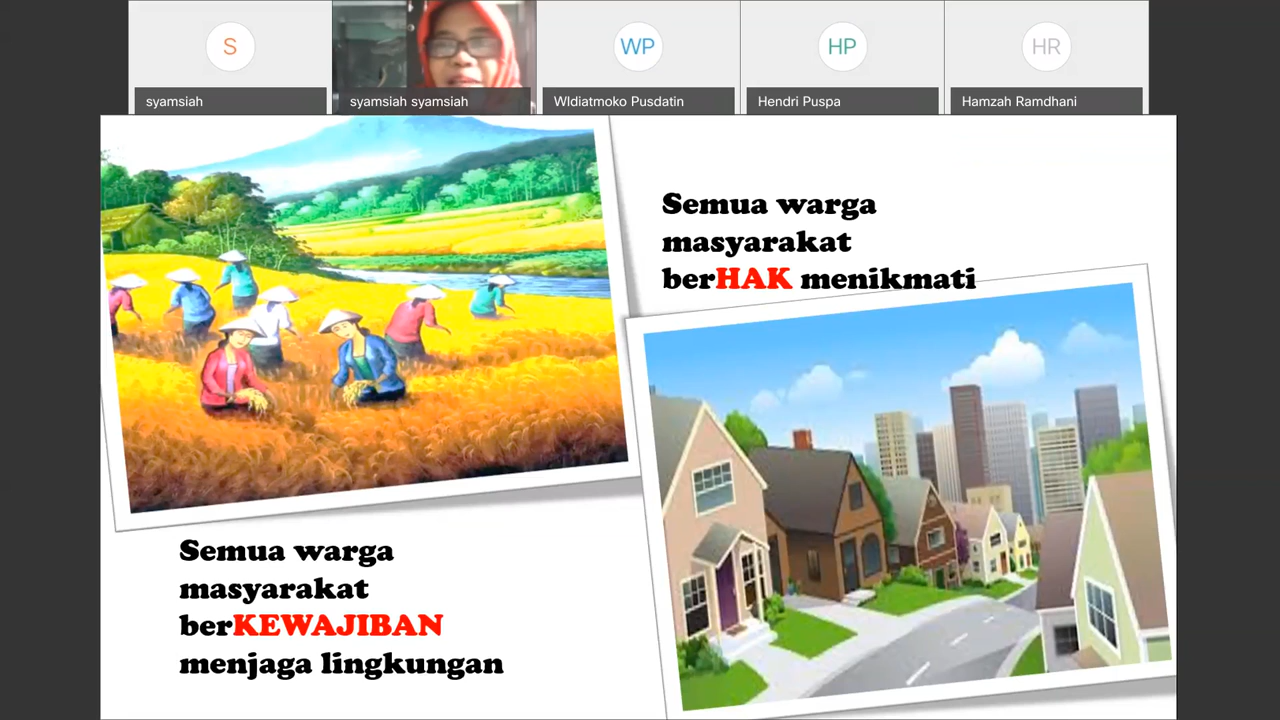 S
WP
HP
HR
syamsiah
syamsiah syamsiah
WIdiatmoko Pusdatin
Hendri Puspa
Hamzah Ramdhani
Semua warga
masyarakat
berHAK menikmati
Semua warga
masyarakat
berKEWAJIBAN
menjaga lingkungan